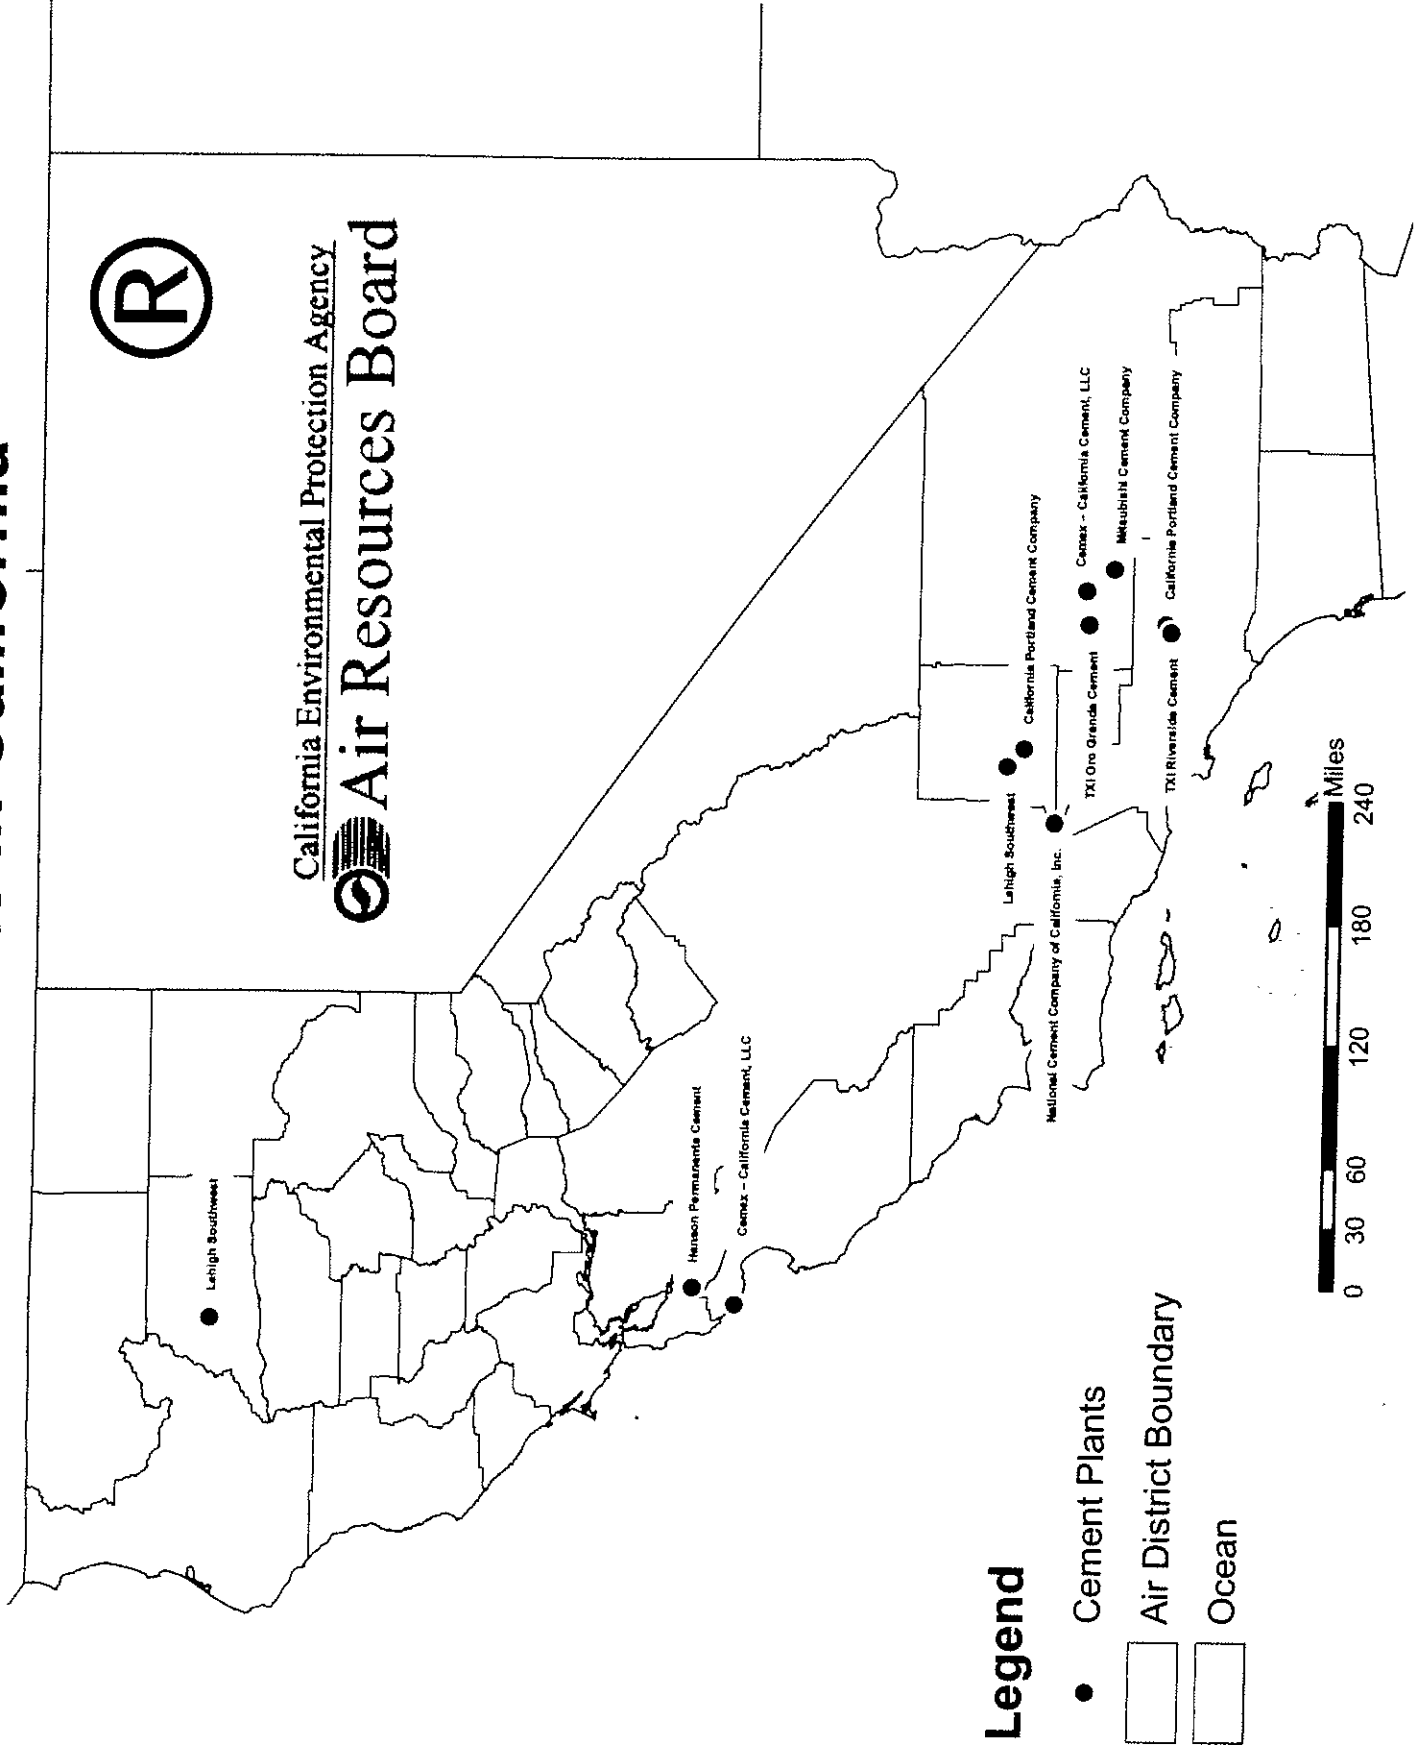 California
®
California Environmental Protection Agency
Air Resources Board
Lehigh Southwest
Hanson Permanente Cement
Cemex - California Cement, LLC
Lehigh Southwest
California Portland Cement Company
National Cement Company of California, Inc.
TXI Oro Grande Cement
Cemex - California Cement, LLC
Mitsubishi Cement Company
TXI Riverside Cement
California Portland Cement Company
Legend
Cement Plants
Air District Boundary
Ocean
0 30 60 120 180 240
Miles